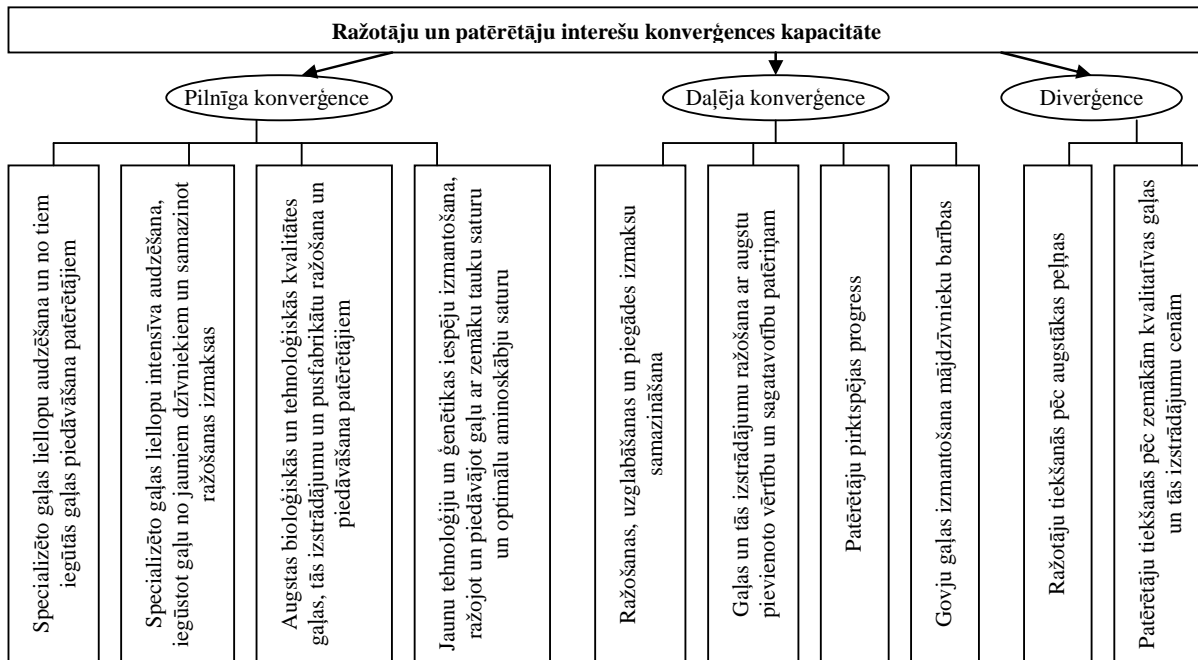 Ražotāju un patērētāju interešu konverģences kapacitāte
Pilnīga konverģence
Daļēja konverģence
Diverģence
Specializēto gaļas liellopu audzēšana un no tiem
iegūtās gaļas piedāvāšana patērētājiem
Specializēto gaļas liellopu intensīva audzēšana,
iegūstot gaļu no jauniem dzīvniekiem un samazinot
ražošanas izmaksas
Augstas bioloģiskās un tehnoloģiskās kvalitātes
gaļas, tās izstrādājumu un pusfabrikātu ražošana un
piedāvāšana patērētājiem
Jaunu tehnoloģiju un ģenētikas iespēju izmantošana,
ražojot un piedāvājot gaļu ar zemāku tauku saturu
un optimālu aminoskābju saturu
Ražošanas, uzglabāšanas un piegādes izmaksu
samazināšana
Gaļas un tās izstrādājumu ražošana ar augstu
pievienoto vērtību un sagatavotību patēriņam
Patērētāju pirktspējas progress
Govju gaļas izmantošana mājdzīvnieku barības
Ražotāju tiekšanās pēc augstākas peļņas
Patērētāju tiekšanās pēc zemākām kvalitatīvas gaļas
un tās izstrādājumu cenām